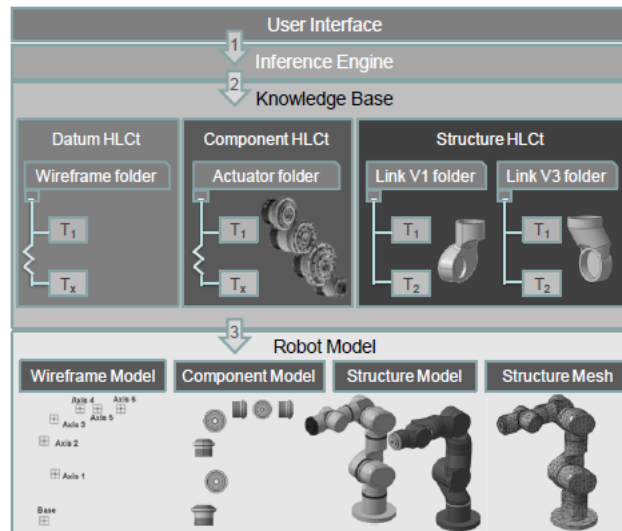 User Interface
1
Inference Engine
2
Knowledge Base
Datum HLCt
Component HLCt
Structure HLCt
Wireframe folder
Actuator folder
Link V1 folder
Link V3 folder
T1
T1
T1
T1
Tx
Tx
T2
T2
3
Robot Model
Wireframe Model
Component Model
Structure Model
Structure Mesh
Axis 4
Axis 6
Axis 3
Axis 5
Axis 2
Axis 1
Base